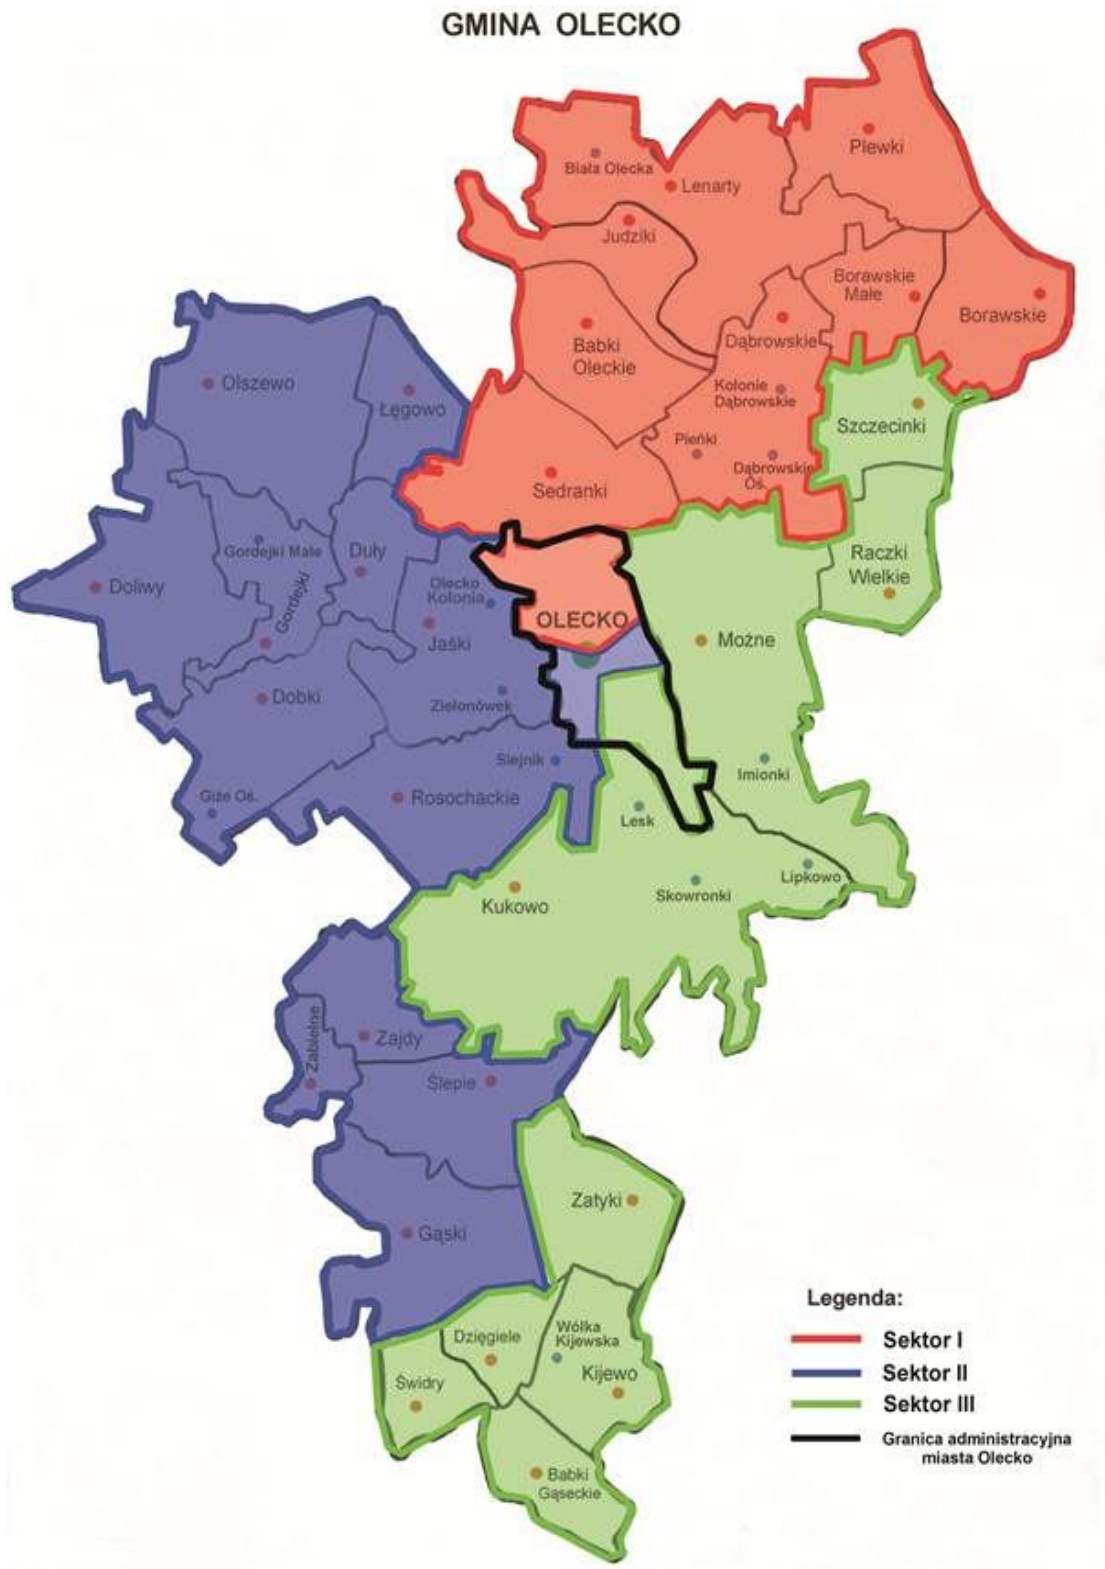 GMINA OLECKO
Plewki
Biała Olecka
Lenarty
Judziki
Borawskie
Małe
Borawskie
Babki
Oleckie
Dąbrowskie
Kolonie
Dąbrowskie
Olszewo
Łęgowo
Szczecinki
Pieńki
Dąbrowskie
Oś.
Sedranki
Gordejki Małe
Duły
Raczki
Wielkie
Doliwy
Gordejki
Olecko
Kolonia
OLECKO
Jaśki
Możne
Dobki
Zielonówek
Slejnik
Imionki
Giże Oś.
Rosochackie
Lesk
Lipkowo
Skowronki
Kukowo
Zabielne
Zajdy
Ślepie
Zatyki
Gąski
Legenda:
Sektor I
Sektor II
Sektor III
Granica administracyjna
miasta Olecko
Dzięgiele
Wólka
Kijewska
Kijewo
Świdry
Babki
Gąseckie